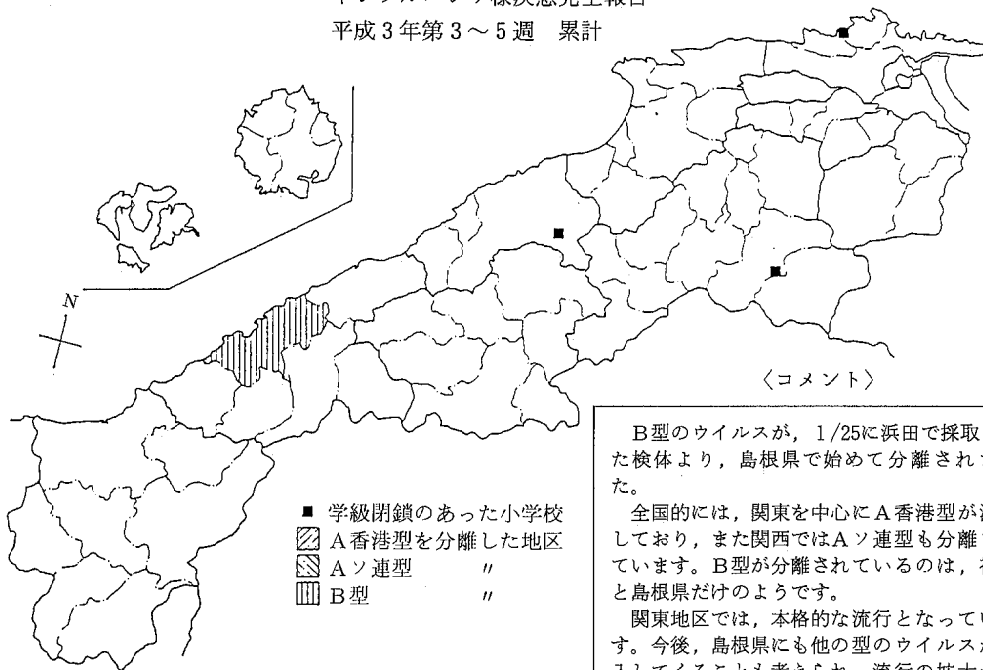 平成3年第3～5週 累計
N
〈コメント〉
■ 学級閉鎖のあった小学校
A香港型を分離した地区
Aソ連型 〃
B型 〃
B型のウイルスが，1/25に浜田で採取
た検体より，島根県で始めて分離され
た。
全国的には，関東を中心にA香港型が
しており，また関西ではAソ連型も分離
ています。B型が分離されているのは，
と島根県だけのようです。
関東地区では，本格的な流行となってい
す。今後，島根県にも他の型のウイルスが